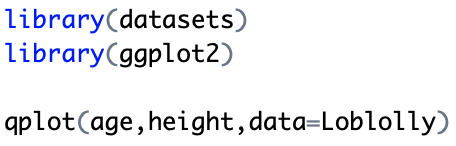 library(datasets)
library(ggplot2)
qplot(age,height,data=Loblolly)